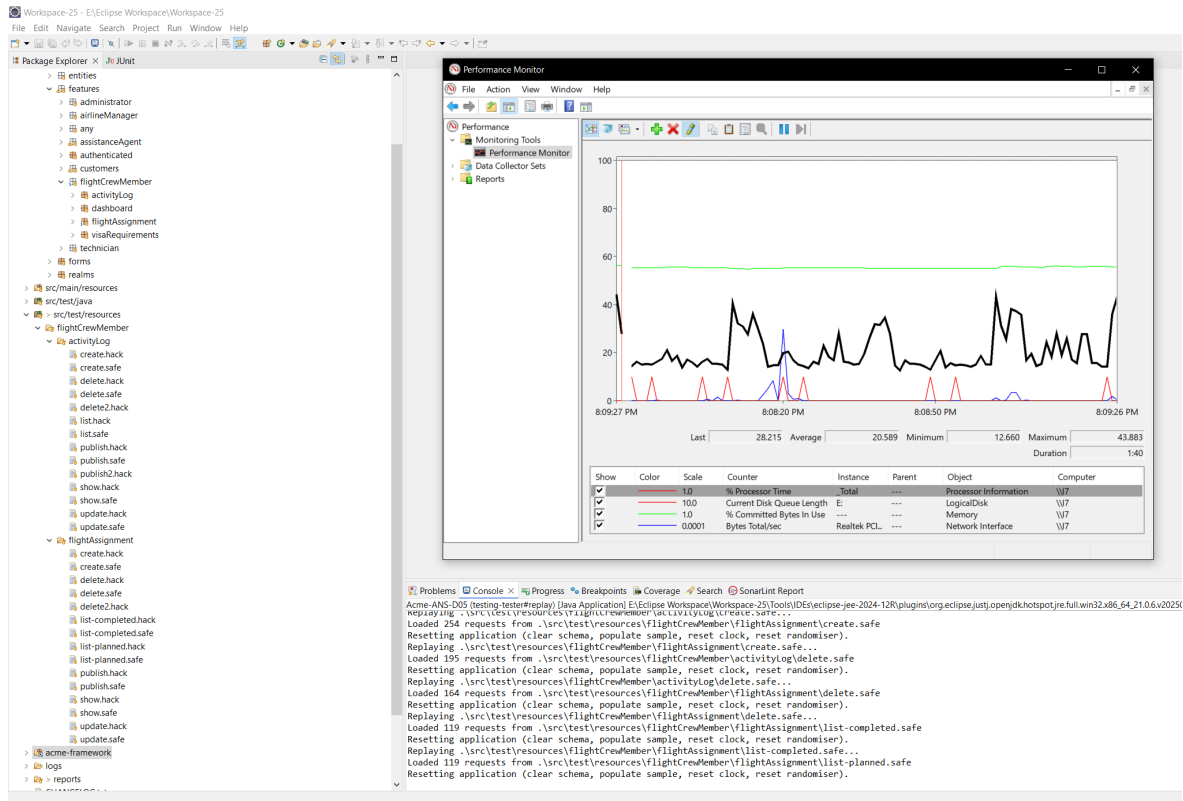 Workspace-25 - E:\Eclipse Workspace\Workspace-25
File Edit Navigate Search Project Run Window Help
Package Explorer × JUnit
entities
features
administrator
airlineManager
any
assistanceAgent
authenticated
customers
flightCrewMember
activityLog
dashboard
flightAssignment
visaRequirements
technician
forms
realms
src/main/resources
src/test/java
> src/test/resources
flightCrewMember
activityLog
create.hack
create.safe
delete.hack
delete.safe
delete2.hack
list.hack
list.safe
publish.hack
publish.safe
publish2.hack
show.hack
show.safe
update.hack
update.safe
flightAssignment
create.hack
create.safe
delete.hack
delete.safe
delete2.hack
list-completed.hack
list-completed.safe
list-planned.hack
list-planned.safe
publish.hack
publish.safe
show.hack
show.safe
update.hack
update.safe
acme-framework
logs
> reports
Performance Monitor
File Action View Window Help
Performance
Monitoring Tools
Performance Monitor
Data Collector Sets
Reports
100
80
60
40
20
0
8:09:27 PM 8:08:20 PM 8:08:50 PM 8:09:26 PM
Last 28.215 Average 20.589 Minimum 12.660 Maximum 43.883
Duration 1:40
Show Color Scale Counter Instance Parent Object Computer
1.0 % Processor Time _Total --- Processor Information \\I7
10.0 Current Disk Queue Length E: --- LogicalDisk \\I7
1.0 % Committed Bytes In Use --- --- Memory \\I7
0.0001 Bytes Total/sec Realtek PCI... --- Network Interface \\I7
Problems Console × Progress Breakpoints Coverage Search SonarLint Report
Acme-ANS-D05 (testing-tester#replay) [Java Application] E:\Eclipse Workspace\Workspace-25\Tools\IDEs\eclipse-jee-2024-12R\plugins\org.eclipse.justj.openjdk.hotspot.jre.full.win32.x86_64_21.0.6.v20250
Replaying .\src\test\resources\flightCrewMember\activityLog\create.safe...
Loaded 254 requests from .\src\test\resources\flightCrewMember\flightAssignment\create.safe
Resetting application (clear schema, populate sample, reset clock, reset randomiser).
Replaying .\src\test\resources\flightCrewMember\flightAssignment\create.safe...
Loaded 195 requests from .\src\test\resources\flightCrewMember\activityLog\delete.safe
Resetting application (clear schema, populate sample, reset clock, reset randomiser).
Replaying .\src\test\resources\flightCrewMember\activityLog\delete.safe...
Loaded 164 requests from .\src\test\resources\flightCrewMember\flightAssignment\delete.safe
Resetting application (clear schema, populate sample, reset clock, reset randomiser).
Replaying .\src\test\resources\flightCrewMember\flightAssignment\delete.safe...
Loaded 119 requests from .\src\test\resources\flightCrewMember\flightAssignment\list-completed.safe
Resetting application (clear schema, populate sample, reset clock, reset randomiser).
Replaying .\src\test\resources\flightCrewMember\flightAssignment\list-completed.safe...
Loaded 119 requests from .\src\test\resources\flightCrewMember\flightAssignment\list-planned.safe
Resetting application (clear schema, populate sample, reset clock, reset randomiser).